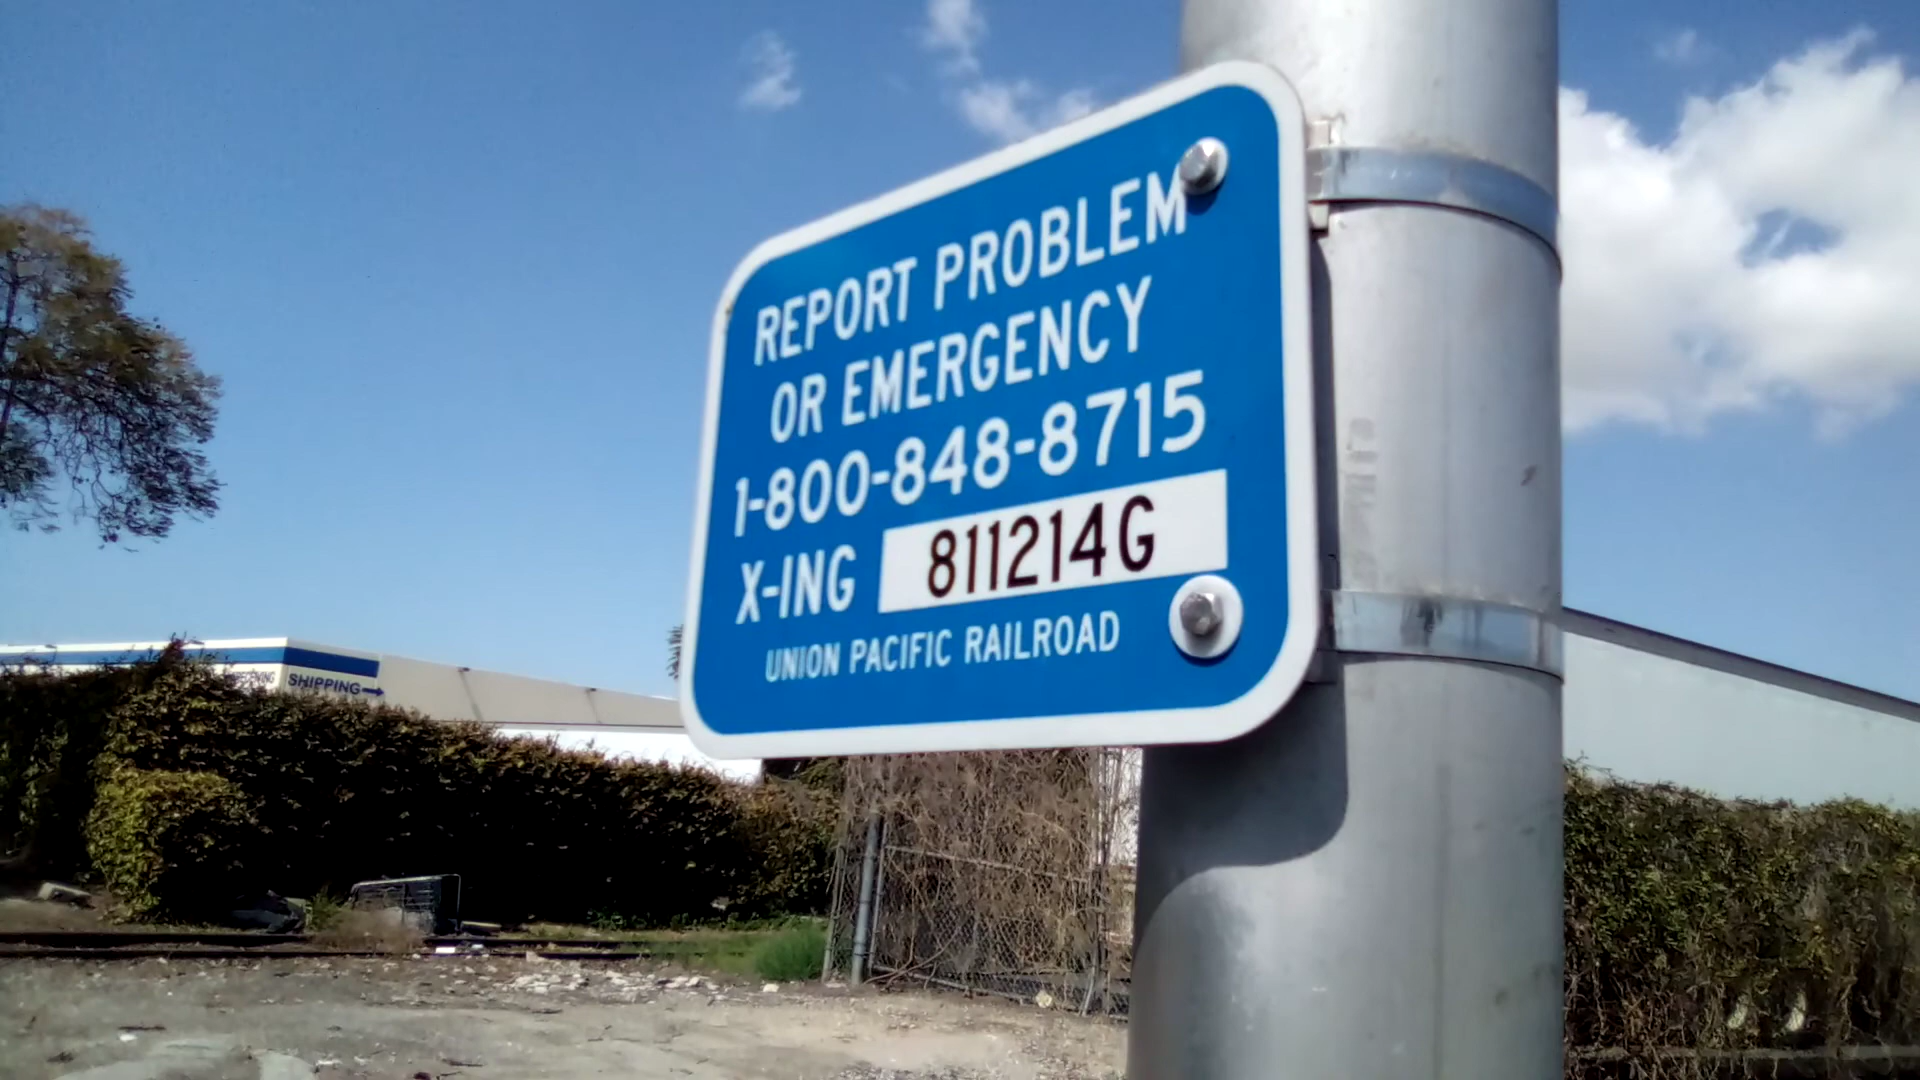 REPORT PROBLEM
OR EMERGENCY
1-800-848-8715
X-ING 811214G
UNION PACIFIC RAILROAD
SHIPPING